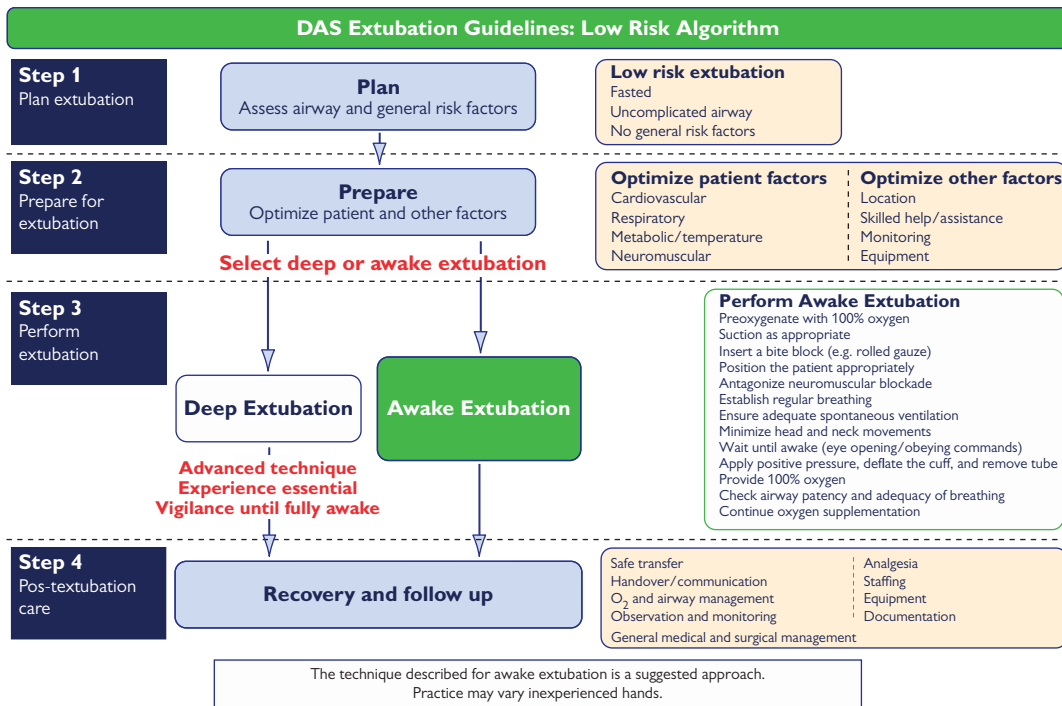 DAS Extubation Guidelines: Low Risk Algorithm
Step 1
Plan extubation
Plan
Assess airway and general risk factors
Low risk extubation
Fasted
Uncomplicated airway
No general risk factors
Step 2
Prepare for
extubation
Prepare
Optimize patient and other factors
Select deep or awake extubation
Optimize patient factors
Cardiovascular
Respiratory
Metabolic/temperature
Neuromuscular
Optimize other factors
Location
Skilled help/assistance
Monitoring
Equipment
Step 3
Perform
extubation
Deep Extubation
Advanced technique
Experience essential
Vigilance until fully awake
Awake Extubation
Perform Awake Extubation
Preoxygenate with 100% oxygen
Suction as appropriate
Insert a bite block (e.g. rolled gauze)
Position the patient appropriately
Antagonize neuromuscular blockade
Establish regular breathing
Ensure adequate spontaneous ventilation
Minimize head and neck movements
Wait until awake (eye opening/obeying commands)
Apply positive pressure, deflate the cuff, and remove tube
Provide 100% oxygen
Check airway patency and adequacy of breathing
Continue oxygen supplementation
Step 4
Pos-textubation
care
Recovery and follow up
Safe transfer
Handover/communication
O2 and airway management
Observation and monitoring
General medical and surgical management
Analgesia
Staffing
Equipment
Documentation
The technique described for awake extubation is a suggested approach.
Practice may vary inexperienced hands.